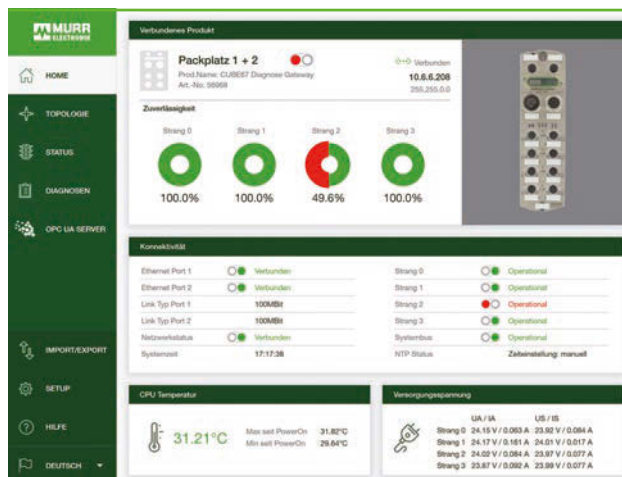 MURR
ELEKTRONIK
HOME
TOPOLOGIE
STATUS
DIAGNOSEN
OPC UA SERVER
IMPORT/EXPORT
SETUP
HILFE
DEUTSCH
Verbundenes Produkt
Packplatz 1 + 2
Prod.Name: CUBE67 Diagnose Gateway
Art.-No: 56968
Verbunden
10.6.6.208
255.255.0.0
Zuverlässigkeit
Strang 0 Strang 1 Strang 2 Strang 3
100.0% 100.0% 49.6% 100.0%
Konnektivität
Ethernet Port 1 Verbunden
Ethernet Port 2 Verbunden
Link Typ Port 1 100MBit
Link Typ Port 2 100MBit
Netzwerkstatus Verbunden
Systemzeit 17:17:38
Strang 0 Operational
Strang 1 Operational
Strang 2 Operational
Strang 3 Operational
Systembus Operational
NTP Status Zeiteinstellung: manuell
CPU Temperatur
31.21°C
Max seit PowerOn 31.82°C
Min seit PowerOn 29.64°C
Versorgungsspannung
UA / IA US / IS
Strang 0 24.15 V / 0.063 A 23.92 V / 0.084 A
Strang 1 24.17 V / 0.161 A 24.01 V / 0.017 A
Strang 2 24.02 V / 0.084 A 23.97 V / 0.077 A
Strang 3 23.87 V / 0.092 A 23.99 V / 0.077 A